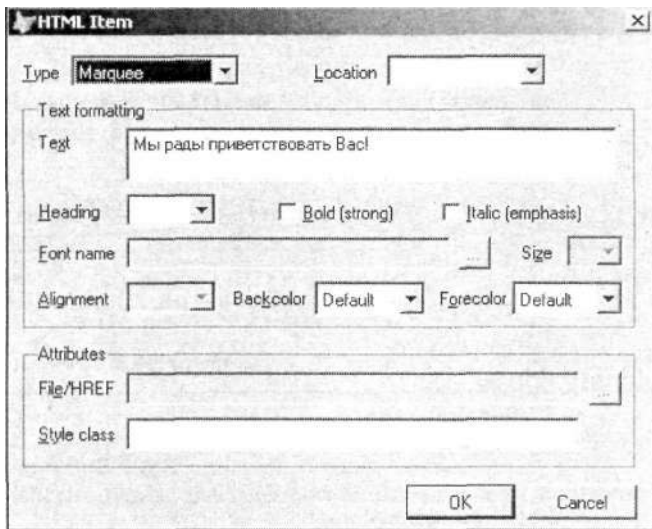 HTML Item
Type Marquee Location
Text formatting
Text Мы рады приветствовать Вас!
Heading Bold (strong) Italic (emphasis)
Font name ... Size
Alignment Backcolor Default Forecolor Default
Attributes
File/HREF ...
Style class
OK Cancel